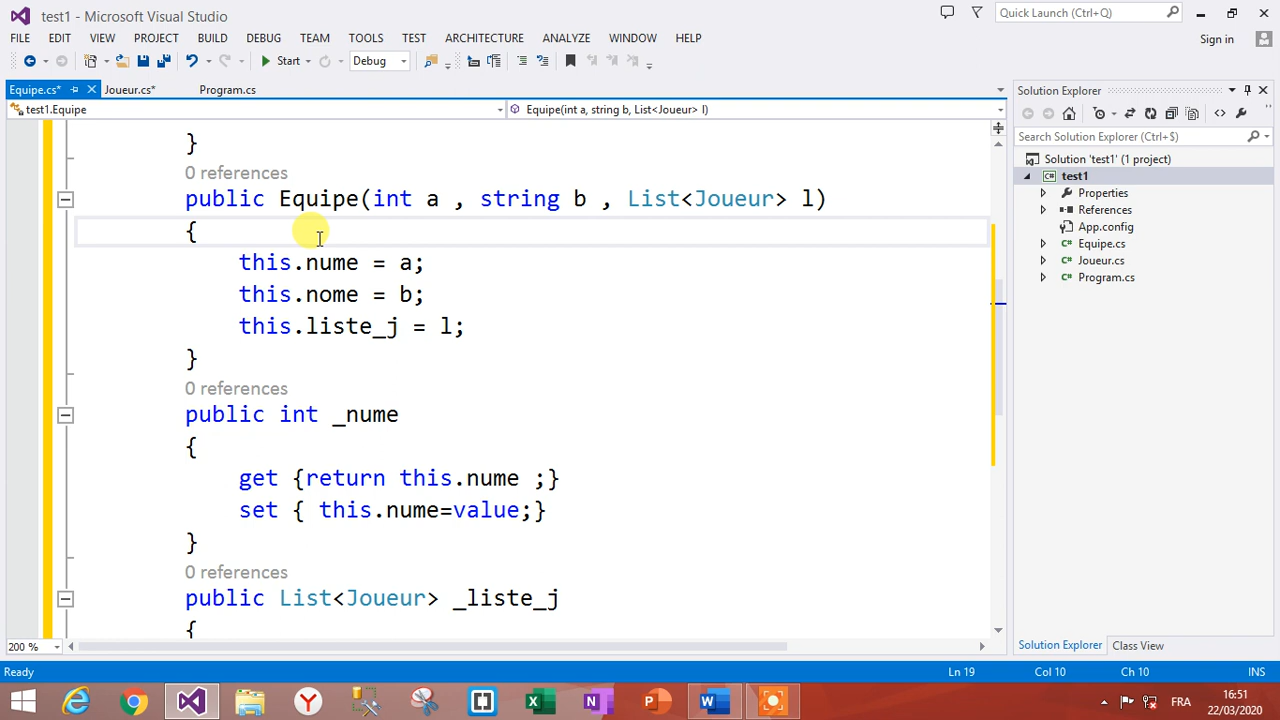 test1 - Microsoft Visual Studio
Quick Launch (Ctrl+Q)
FILE EDIT VIEW PROJECT BUILD DEBUG TEAM TOOLS TEST ARCHITECTURE ANALYZE WINDOW HELP
Sign in
Start Debug
Equipe.cs* Joueur.cs* Program.cs
test1.Equipe Equipe(int a, string b, List<Joueur> l)
}
0 references
public Equipe(int a , string b , List<Joueur> l)
{
this.nume = a;
this.nome = b;
this.liste_j = l;
}
0 references
public int _nume
{
get {return this.nume ;}
set { this.nume=value;}
}
0 references
public List<Joueur> _liste_j
{
200 %
Solution Explorer
Search Solution Explorer (Ctrl+$)
Solution 'test1' (1 project)
test1
Properties
References
App.config
Equipe.cs
Joueur.cs
Program.cs
Solution Explorer Class View
Ready Ln 19 Col 10 Ch 10 INS
FRA
16:51
22/03/2020